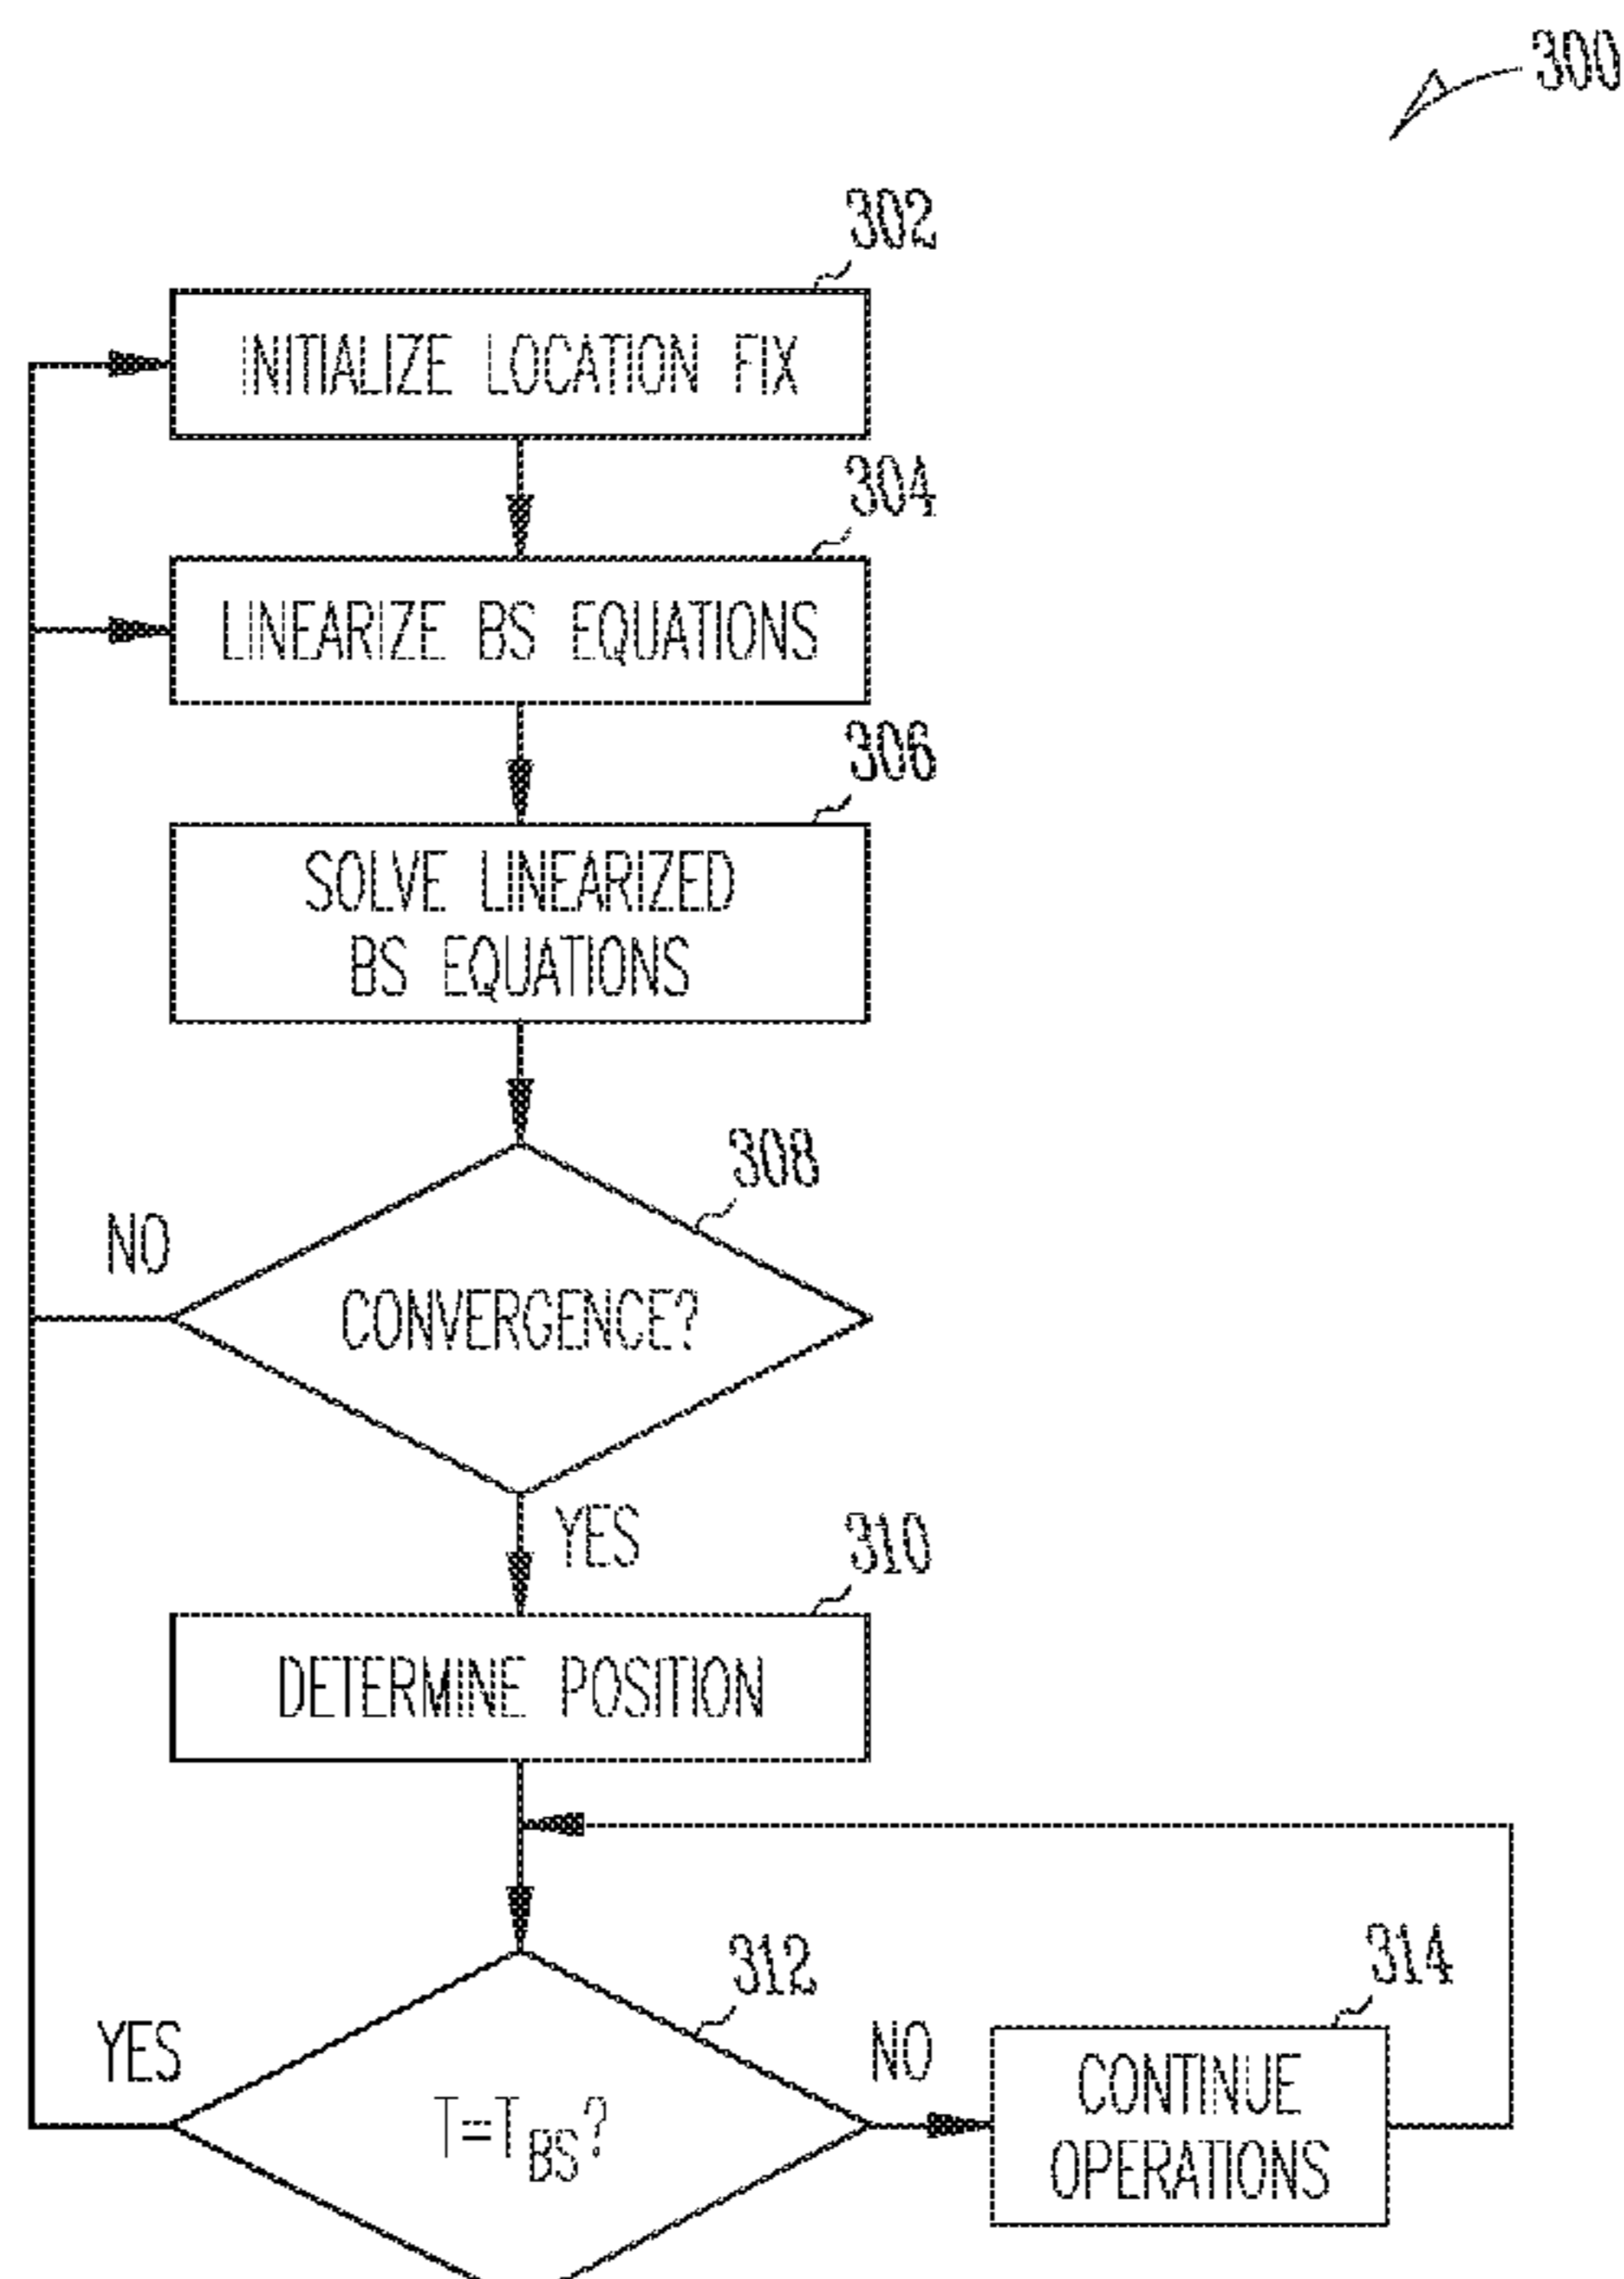 300
302
INITIALIZE LOCATION FIX
304
LINEARIZE BS EQUATIONS
306
SOLVE LINEARIZED
BS EQUATIONS
308
NO
CONVERGENCE?
YES
310
DETERMINE POSITION
312
314
YES
NO
T=TBS?
CONTINUE
OPERATIONS